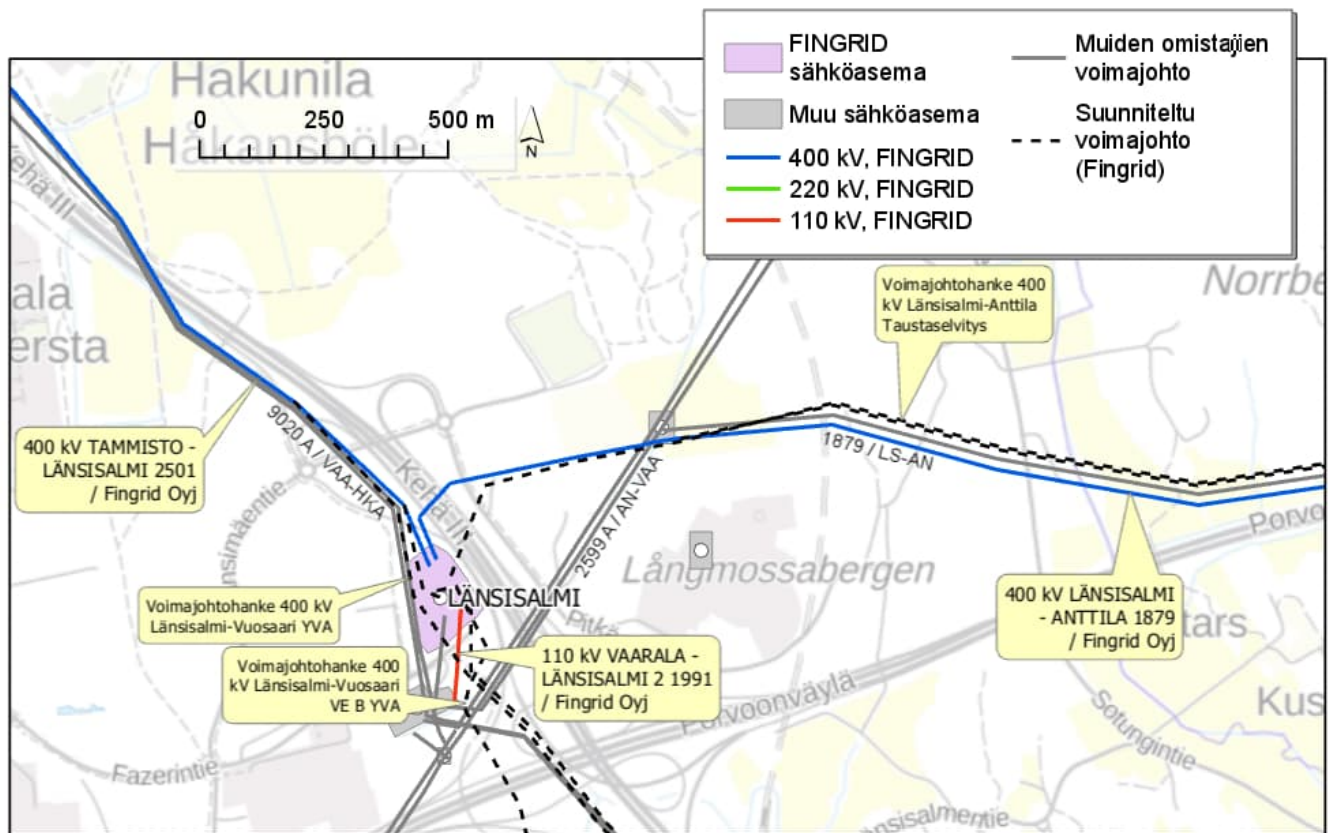 FINGRID
sähköasema
Muu sähköasema
400 kV, FINGRID
220 kV, FINGRID
110 kV, FINGRID
Muiden omistajien
voimajohto
Suunniteltu
voimajohto
(Fingrid)
Hakunila
Håkansböle
0 250 500 m
N
Kehä III
ala
ersta
Norrbe
Voimajohtohanke 400
kV Länsisalmi-Anttila
Taustaselvitys
400 kV TAMMISTO -
LÄNSISALMI 2501
/ Fingrid Oyj
9020 A / VAA-HKA
Kehä III
nsimäentie
1879 / LS-AN
2599 A / AN-VAA
Långmossabergen
Porvo
LÄNSISALMI
Voimajohtohanke 400 kV
Länsisalmi-Vuosaari YVA
400 kV LÄNSISALMI
- ANTTILA 1879
/ Fingrid Oyj
tars
Pitkä
Voimajohtohanke 400
kV Länsisalmi-Vuosaari
VE B YVA
110 kV VAARALA -
LÄNSISALMI 2 1991
/ Fingrid Oyj
Porvoonväylä
Kus
Sotungintie
Fazerintie
nsisalmentie